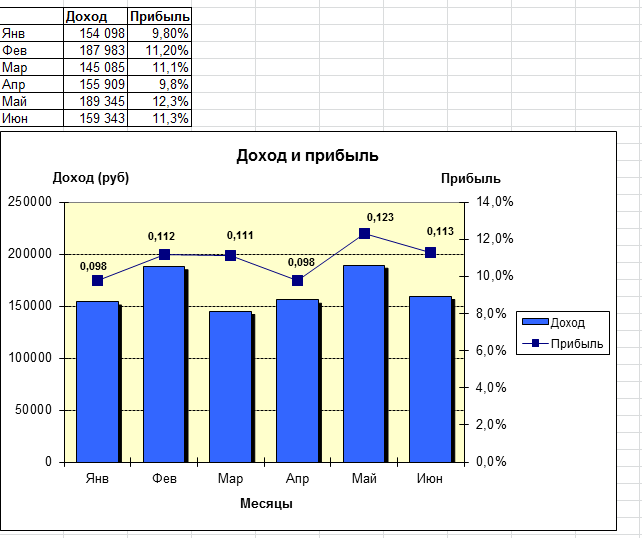 Доход Прибыль
Янв 154 098 9,80%
Фев 187 983 11,20%
Мар 145 085 11,1%
Апр 155 909 9,8%
Май 189 345 12,3%
Июн 159 343 11,3%
Доход и прибыль
Доход (руб) Прибыль
250000 14,0%
200000 12,0%
150000 10,0%
100000 8,0%
50000 6,0%
0 4,0%
2,0%
0,0%
0,098 0,112 0,111 0,098 0,123 0,113
Доход
Прибыль
Янв Фев Мар Апр Май Июн
Месяцы